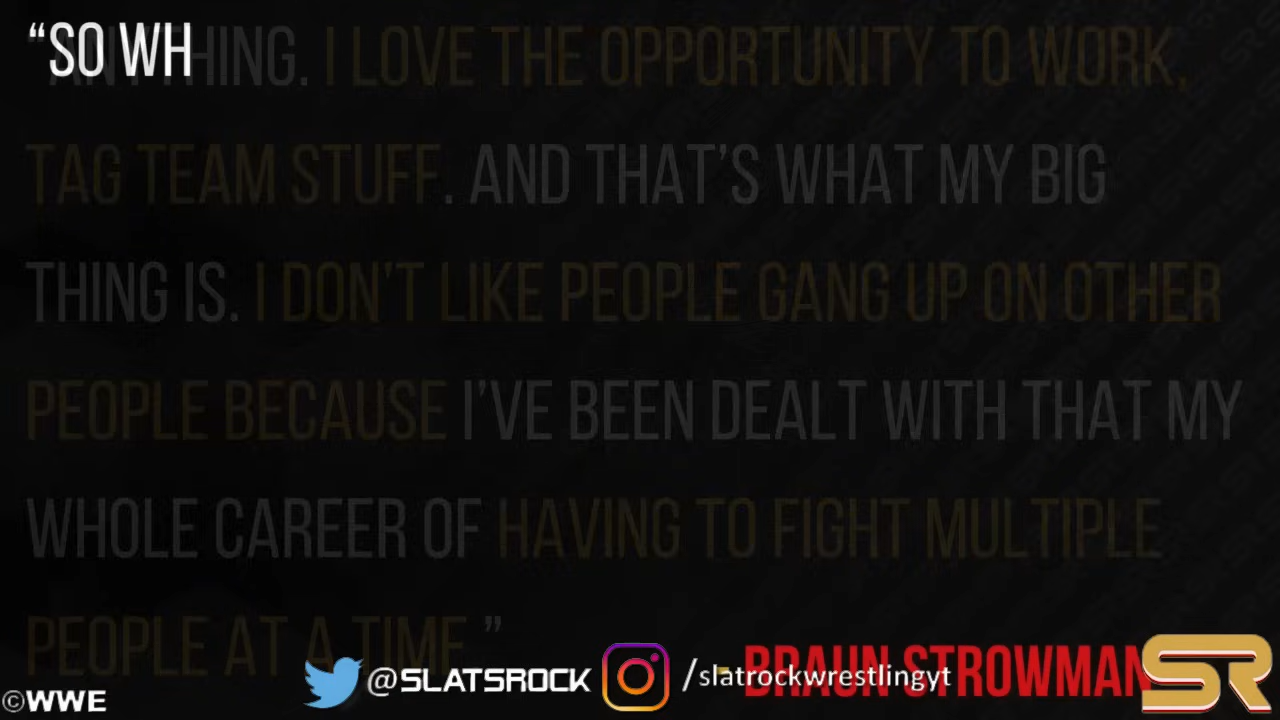 “SO WH
HING. I LOVE THE OPPORTUNITY TO WORK,
TAG TEAM STUFF. AND THAT’S WHAT MY BIG
THING IS. I DON'T LIKE PEOPLE GANG UP ON OTHER
PEOPLE BECAUSE I’VE BEEN DEALT WITH THAT MY
WHOLE CAREER OF HAVING TO FIGHT MULTIPLE
PEOPLE AT A TIME.”
- BRAUN STROWMAN
@SLATSROCK
/slatrockwrestlingyt
SR
©WWE